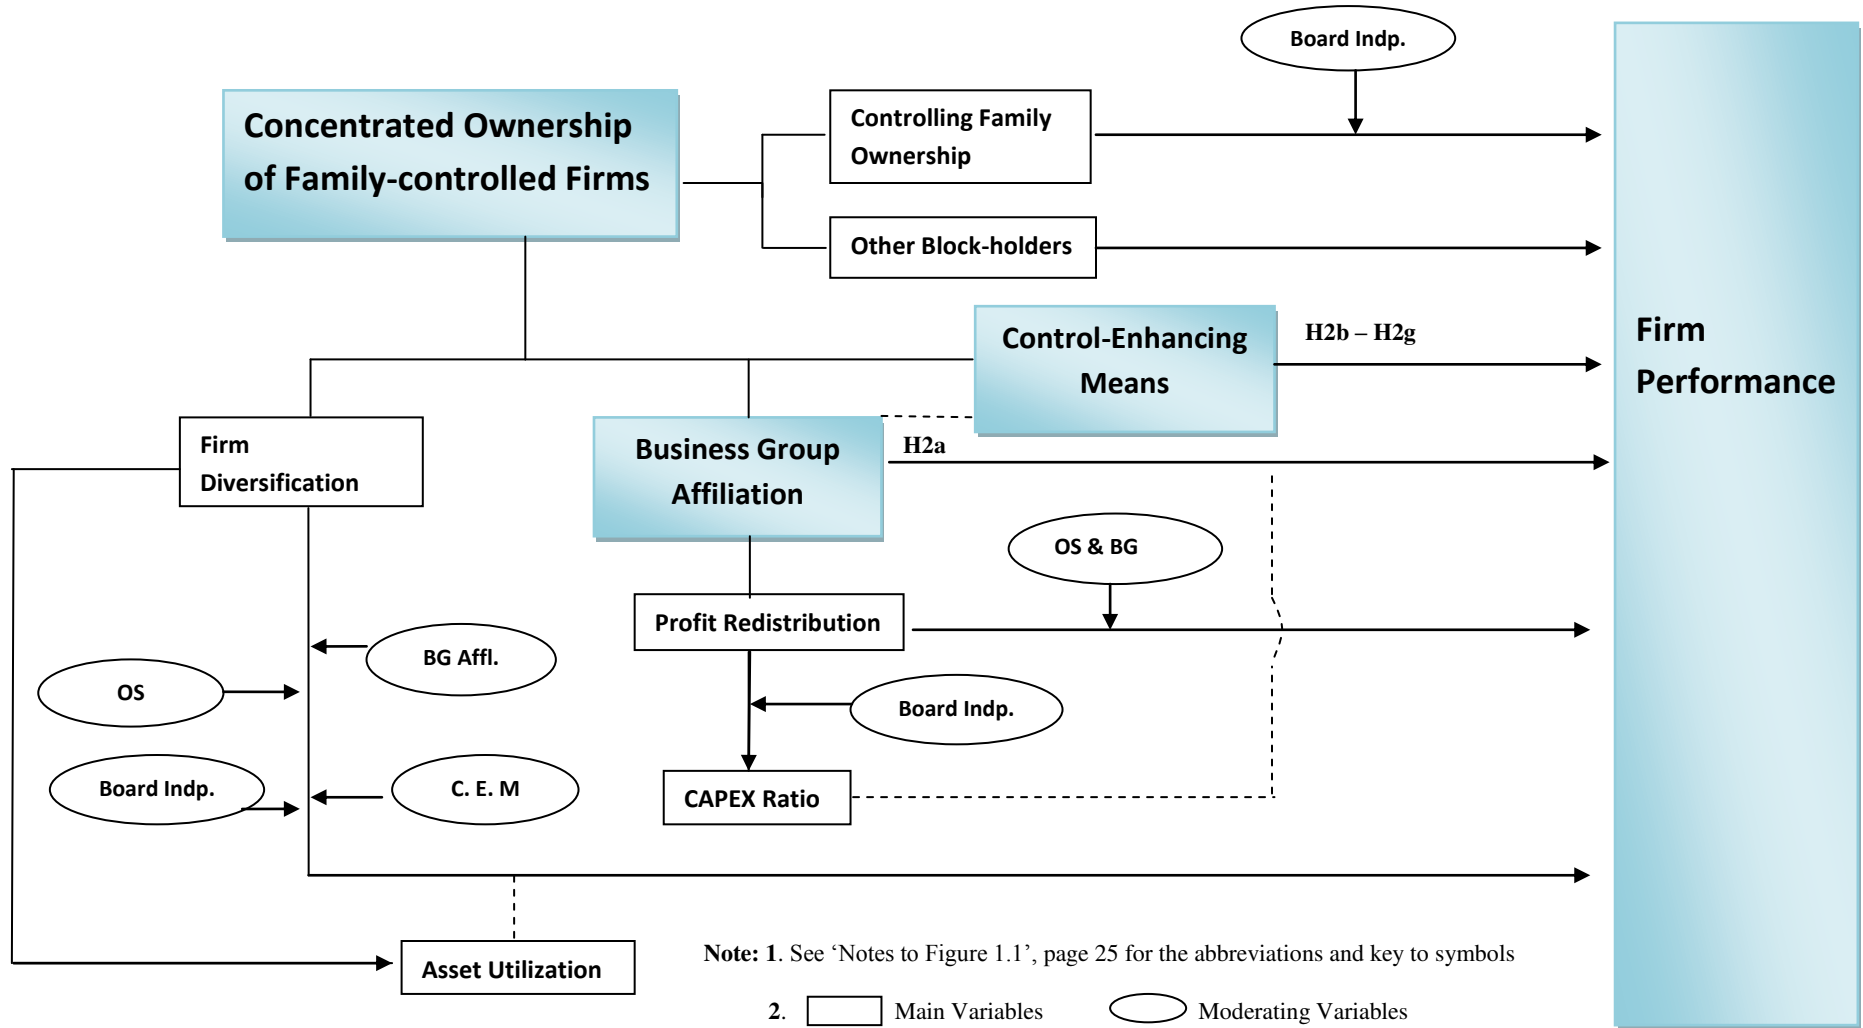 Board Indp.
Concentrated Ownership
of Family-controlled Firms
Controlling Family
Ownership
Other Block-holders
Control-Enhancing
Means
H2b – H2g
Firm
Performance
Firm
Diversification
Business Group
Affiliation
H2a
OS & BG
Profit Redistribution
BG Affl.
OS
Board Indp.
Board Indp.
C. E. M
CAPEX Ratio
Asset Utilization
Note: 1. See ‘Notes to Figure 1.1’, page 25 for the abbreviations and key to symbols
2. Main Variables Moderating Variables